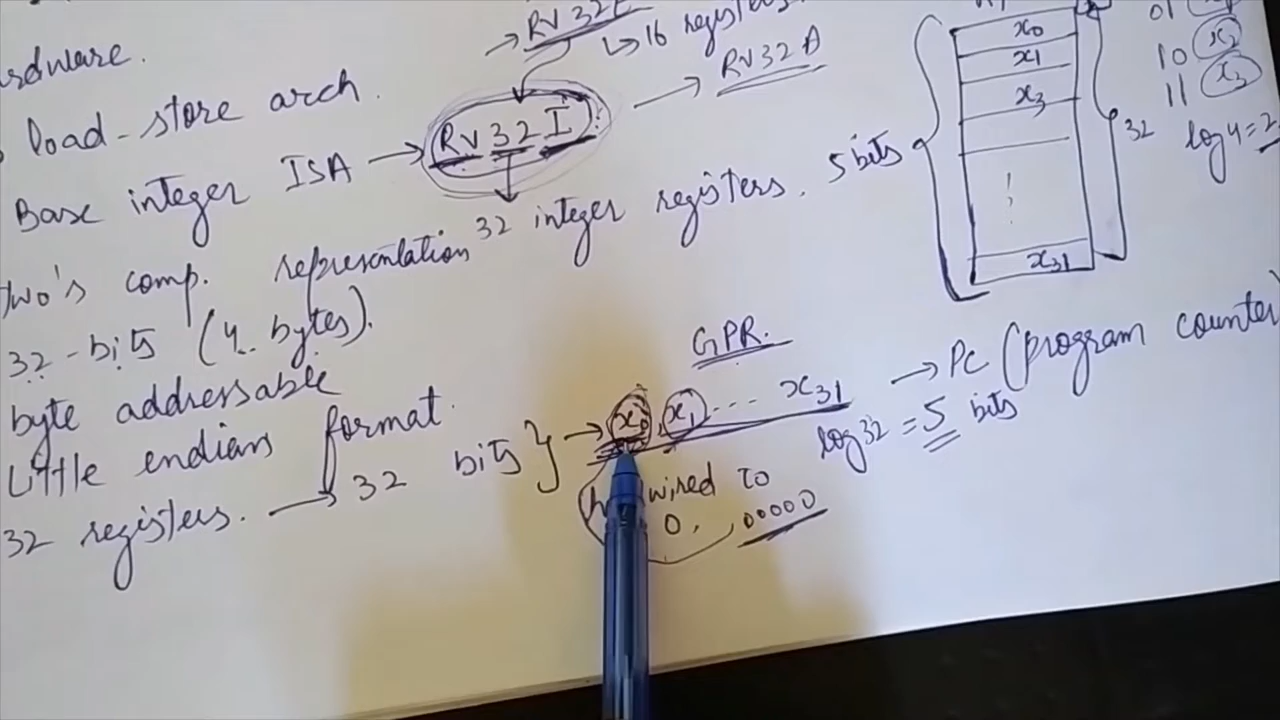 RV32E
↳ 16 registers.
load-store arch.
→ RV32A
Base integer ISA → RV32I
Two's comp. representation
32 integer registers.
32-bits (4 bytes).
byte addressable
Little endian format.
32 registers. → 32 bits } → x0, x1 --- x31
GPR.
→ PC (program counter)
log 32 = 5 bits
wired to
0, 00000
5 bits
x0
x1
x3
x31
32
01
10 x2
11 x3
log 4 = 2